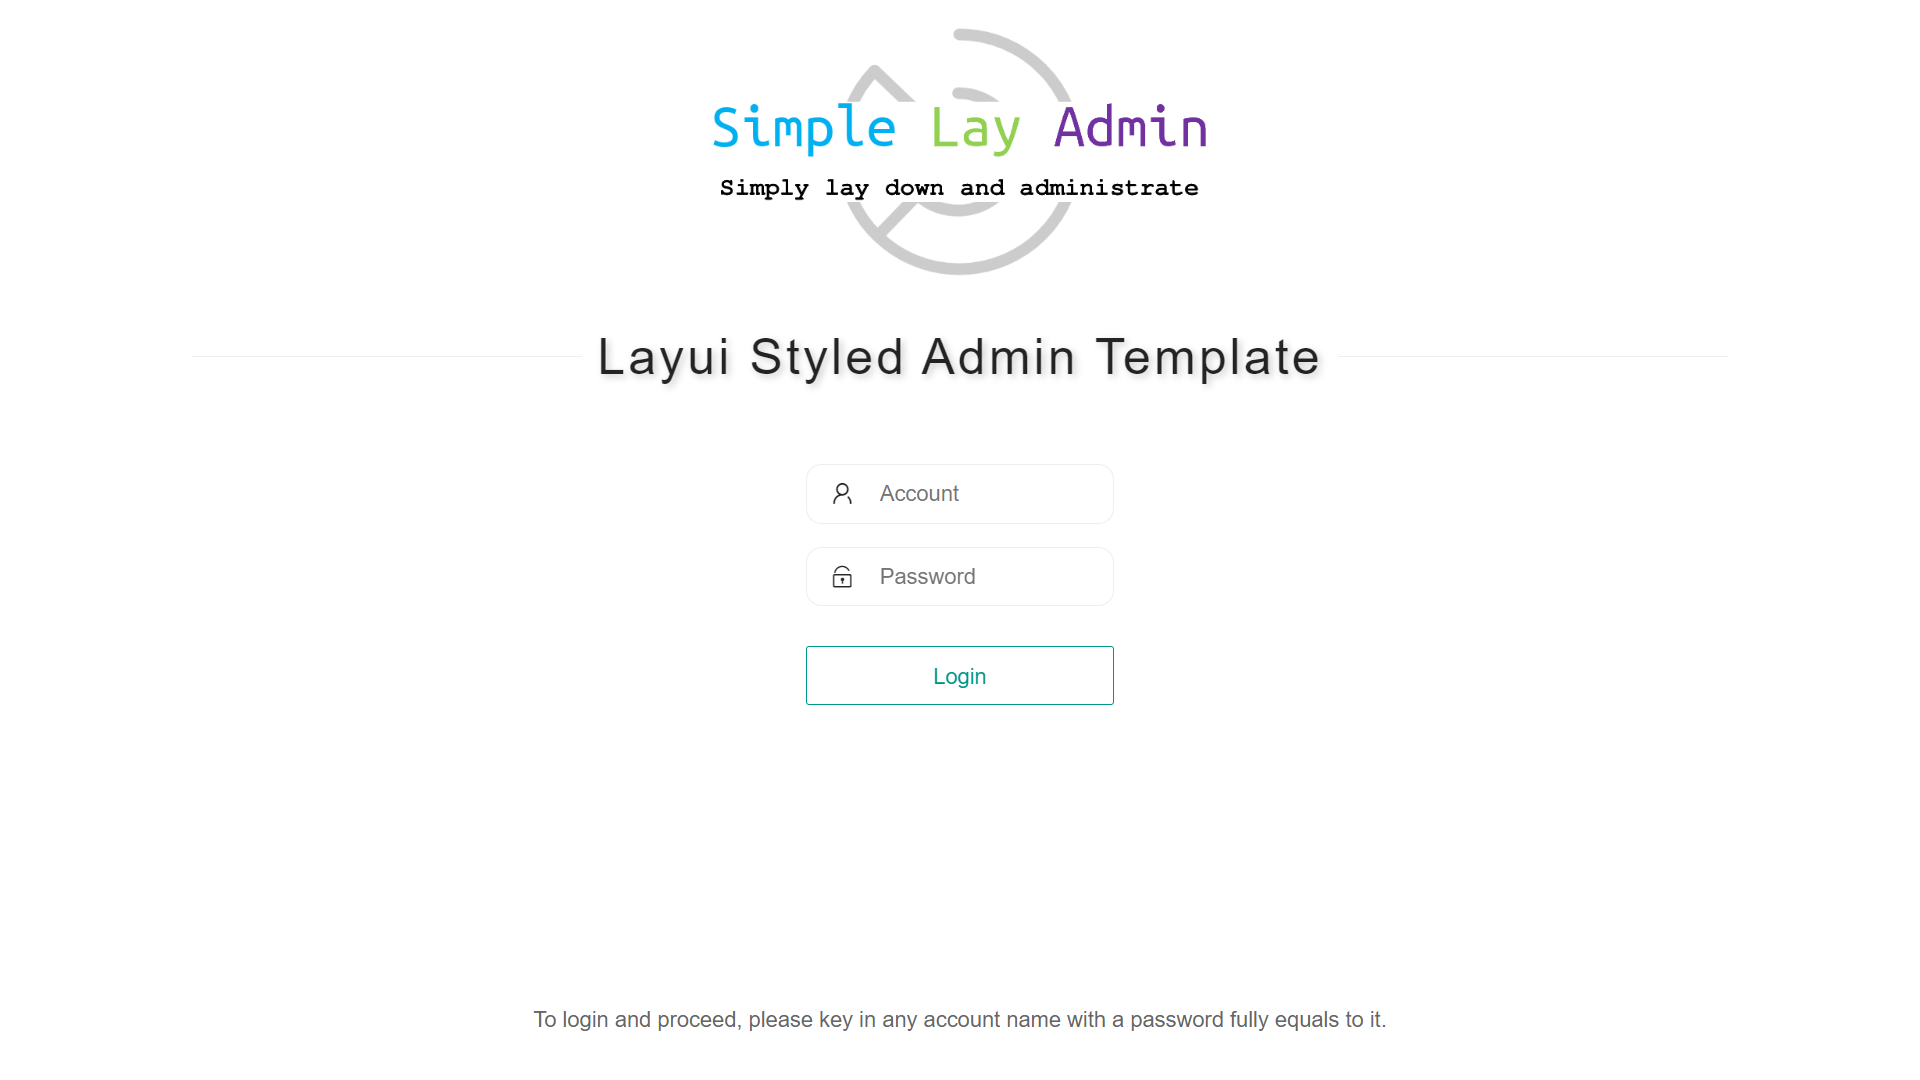 Simple Lay Admin
Simply lay down and administrate
Layui Styled Admin Template
Account
Password
Login
To login and proceed, please key in any account name with a password fully equals to it.